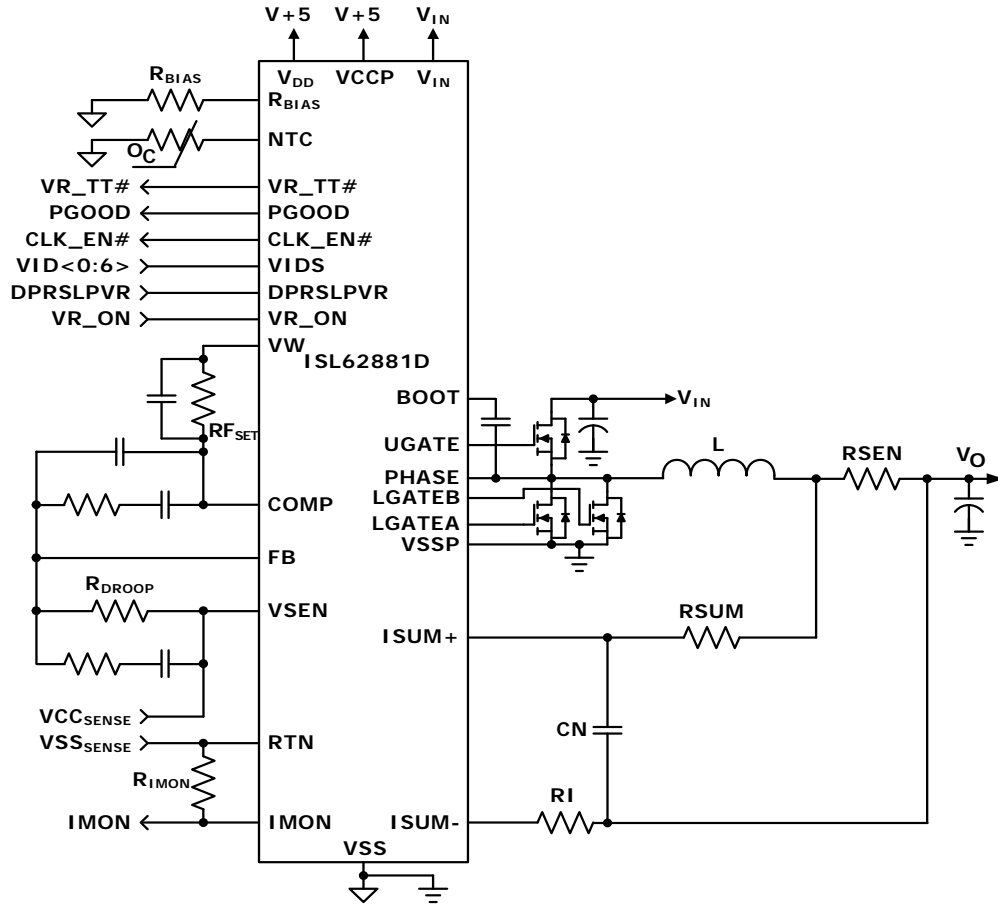 V+5 V+5 VIN
VDD VCCP VIN
RBIAS
RBIAS
NTC
OC
VR_TT# VR_TT#
PGOOD PGOOD
CLK_EN# CLK_EN#
VID<0:6> VIDS
DPRSLPVR DPRSLPVR
VR_ON VR_ON
VW
ISL62881D
BOOT
VIN
RFSET
UGATE
L
RSEN
VO
PHASE
LGATEB
COMP
LGATEA
VSSP
FB
RDROOP
VSEN
ISUM+
RSUM
VCCSENSE
CN
VSSSENSE RTN
RIMON
RI
IMON IMON
ISUM-
VSS